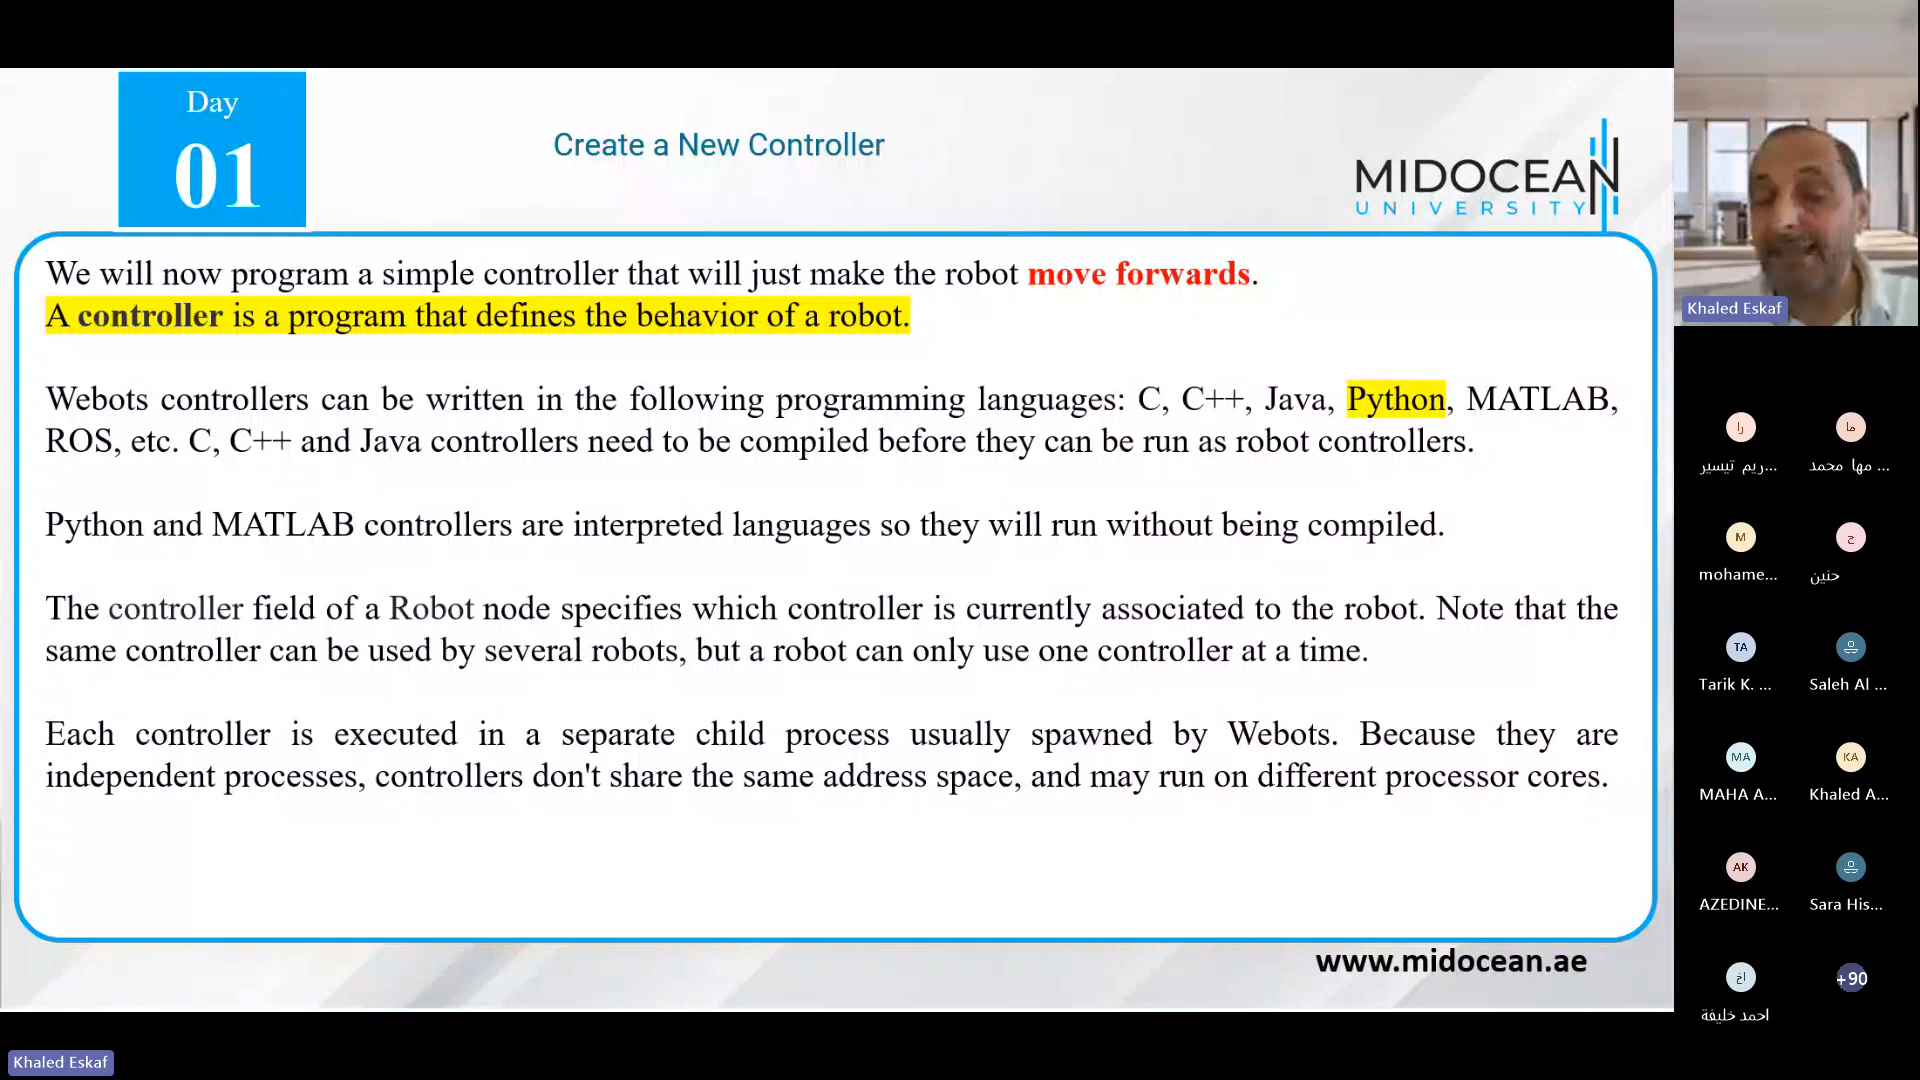 Day
01
Create a New Controller
MIDOCEAN
UNIVERSITY
We will now program a simple controller that will just make the robot move forwards.
A controller is a program that defines the behavior of a robot.
Webots controllers can be written in the following programming languages: C, C++, Java, Python, MATLAB,
ROS, etc. C, C++ and Java controllers need to be compiled before they can be run as robot controllers.
Python and MATLAB controllers are interpreted languages so they will run without being compiled.
The controller field of a Robot node specifies which controller is currently associated to the robot. Note that the
same controller can be used by several robots, but a robot can only use one controller at a time.
Each controller is executed in a separate child process usually spawned by Webots. Because they are
independent processes, controllers don't share the same address space, and may run on different processor cores.
www.midocean.ae
Khaled Eskaf
Khaled Eskaf
را
ما
ريم تيسير...
مها محمد ...
M
ح
mohame...
حنين
TA
Tarik K. ...
Saleh Al ...
MA
KA
MAHA A...
Khaled A...
AK
AZEDINE...
Sara His...
اخ
+90
احمد خليفة